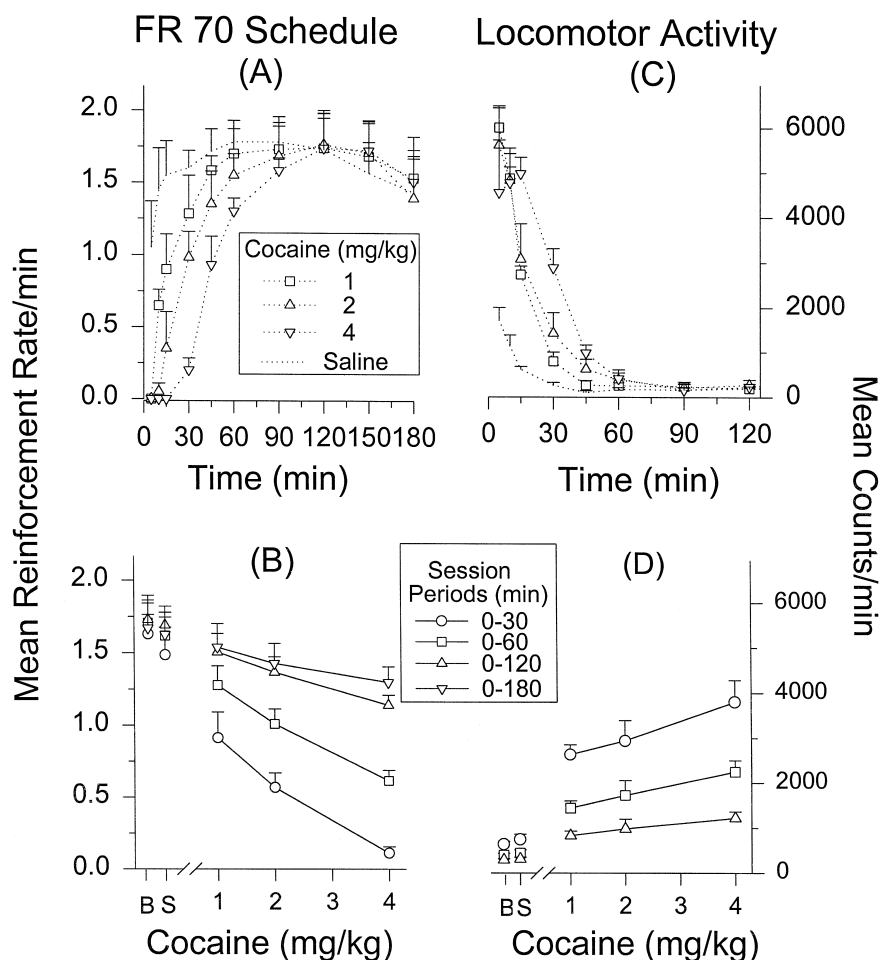 FR 70 Schedule
Locomotor Activity
(A)
(C)
Mean Reinforcement Rate/min
2.0
1.5
1.0
0.5
0.0
Cocaine (mg/kg)
1
2
4
Saline
0 30 60 90 120 150 180
Time (min)
6000
4000
2000
0
0 30 60 90 120
Time (min)
Mean Counts/min
(B)
2.0
1.5
1.0
0.5
0.0
B S 1 2 3 4
Cocaine (mg/kg)
Session
Periods (min)
0-30
0-60
0-120
0-180
(D)
6000
4000
2000
0
B S 1 2 3 4
Cocaine (mg/kg)